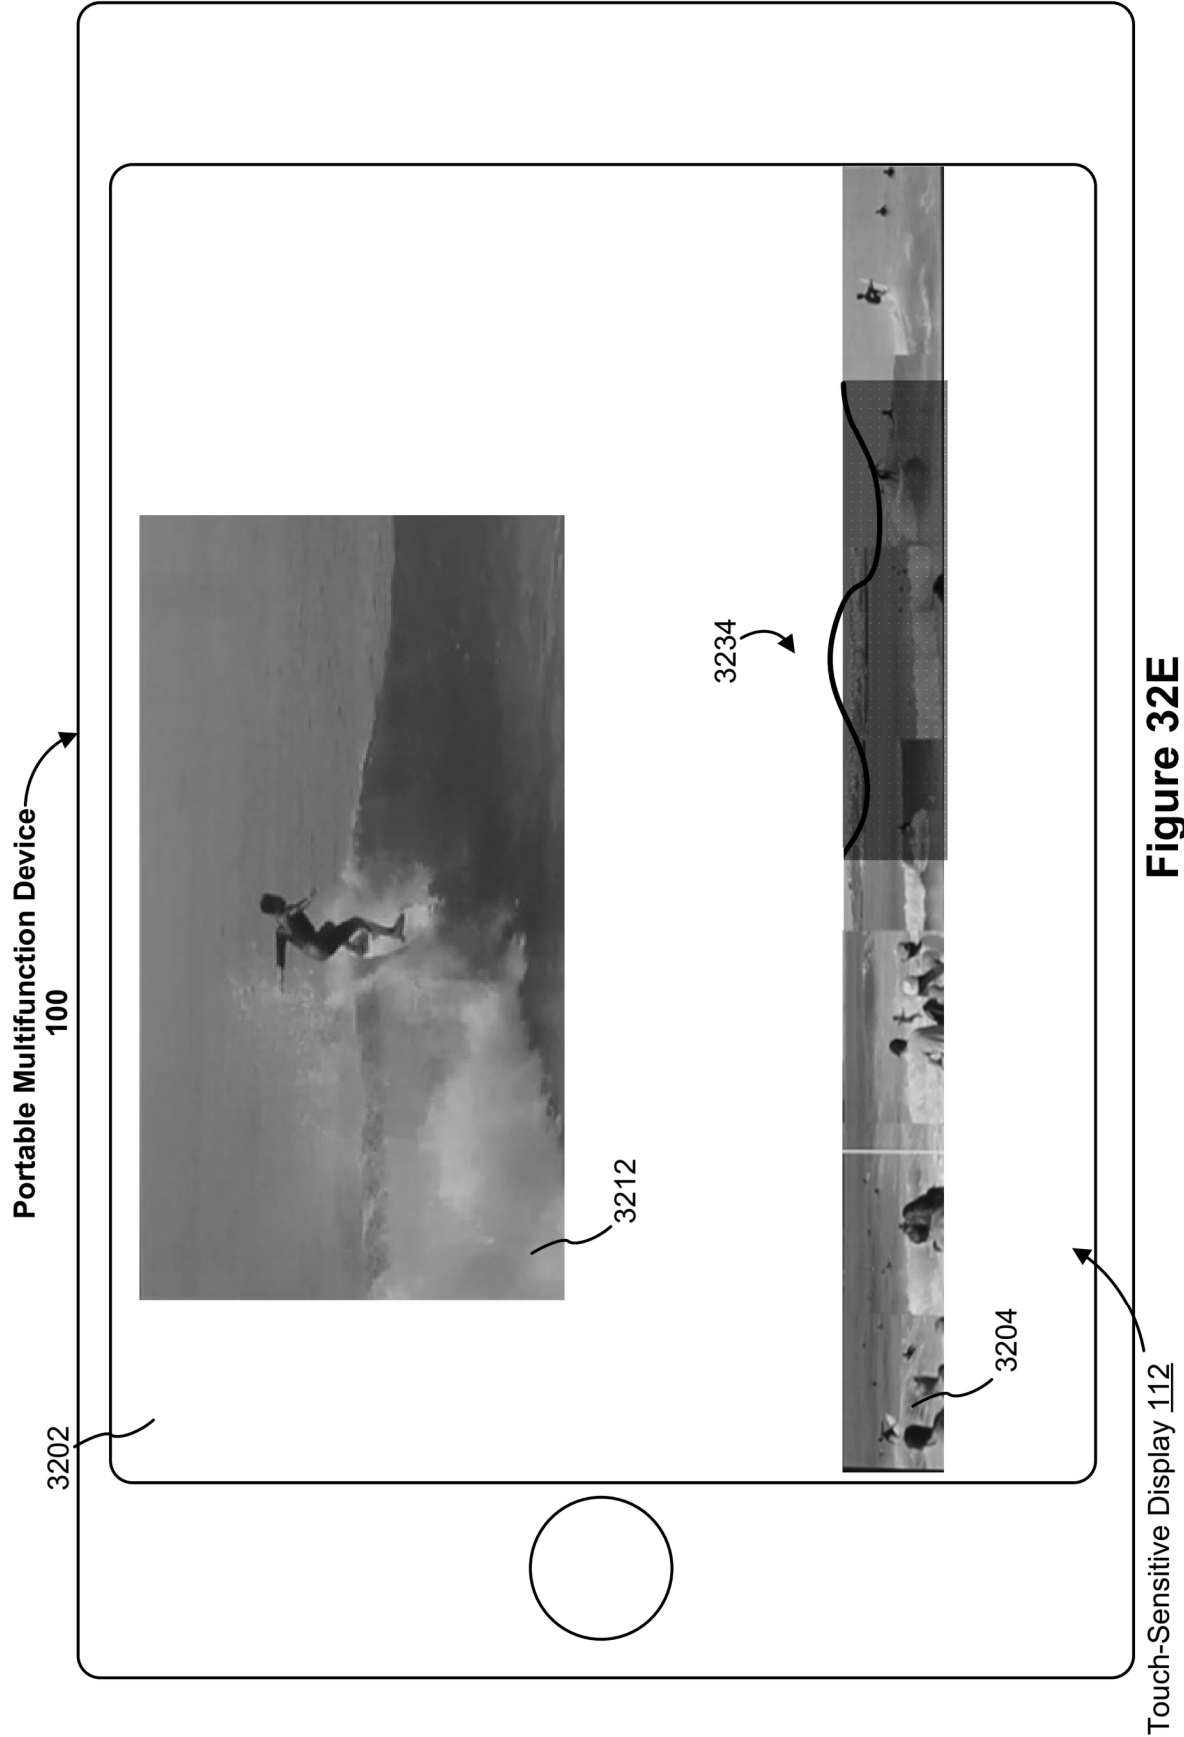 Portable Multifunction Device
100
3202
3212
3234
3204
Touch-Sensitive Display 112
Figure 32E